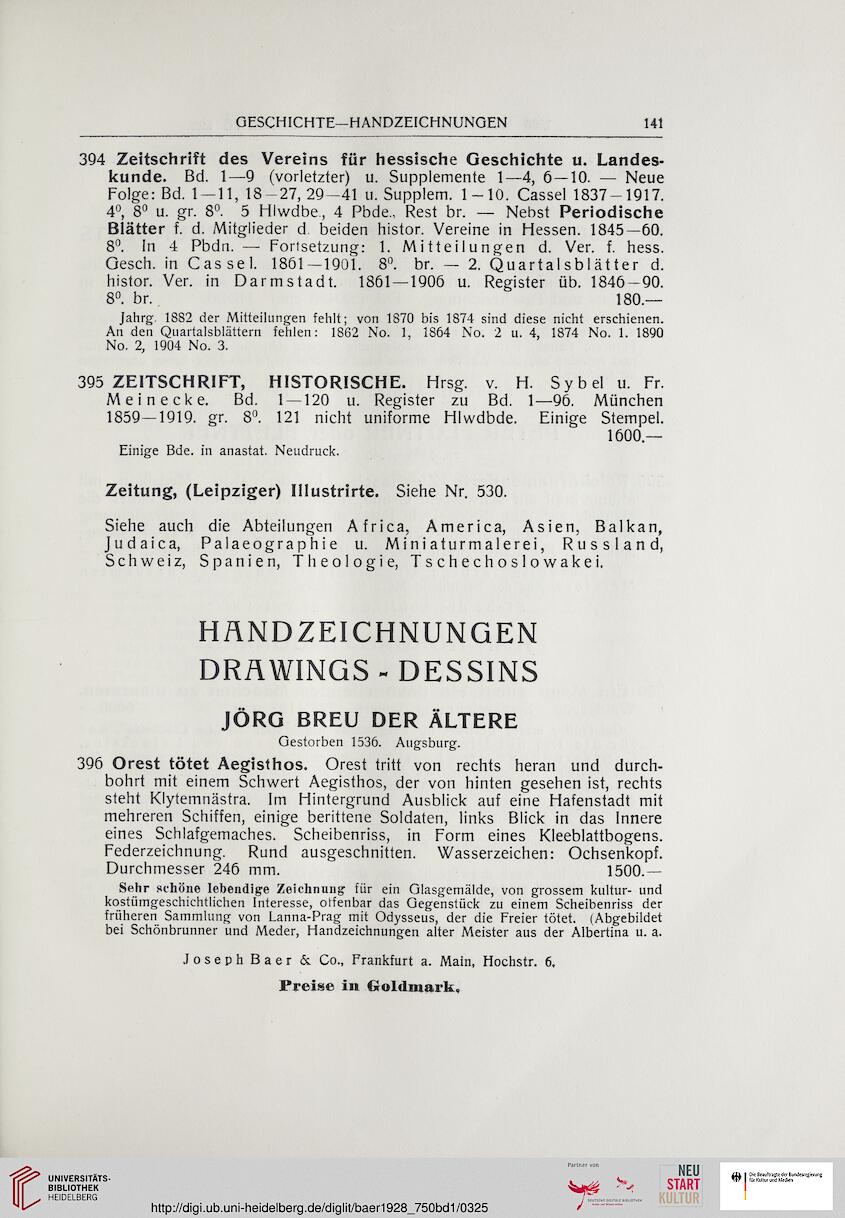 GESCHICHTE—HANDZEICHNUNGEN 141
394 Zeitschrift des Vereins für hessische Geschichte u. Landes-
kunde. Bd. 1—9 (vorletzter) u. Supplemente 1—4, 6—10. — Neue
Folge: Bd. 1—11, 18—27, 29—41 u. Supplem. 1—10. Cassel 1837—1917.
4⁰, 8⁰ u. gr. 8⁰. 5 Hlwdbe., 4 Pbde., Rest br. — Nebst Periodische
Blätter f. d. Mitglieder d. beiden histor. Vereine in Hessen. 1845—60.
8⁰. In 4 Pbdn. — Fortsetzung: 1. Mitteilungen d. Ver. f. hess.
Gesch. in Cassel. 1861—1901. 8⁰. br. — 2. Quartalsblätter d.
histor. Ver. in Darmstadt. 1861—1906 u. Register üb. 1846—90.
8⁰. br. 180.—
Jahrg. 1882 der Mitteilungen fehlt; von 1870 bis 1874 sind diese nicht erschienen.
An den Quartalsblättern fehlen: 1862 No. 1, 1864 No. 2 u. 4, 1874 No. 1. 1890
No. 2, 1904 No. 3.
395 ZEITSCHRIFT, HISTORISCHE. Hrsg. v. H. Sybel u. Fr.
Meinecke. Bd. 1—120 u. Register zu Bd. 1—96. München
1859—1919. gr. 8⁰. 121 nicht uniforme Hlwdbde. Einige Stempel.
1600.—
Einige Bde. in anastat. Neudruck.
Zeitung, (Leipziger) Illustrirte. Siehe Nr. 530.
Siehe auch die Abteilungen Africa, America, Asien, Balkan,
Judaica, Palaeographie u. Miniaturmalerei, Russland,
Schweiz, Spanien, Theologie, Tschechoslowakei.
HANDZEICHNUNGEN
DRAWINGS - DESSINS
JÖRG BREU DER ÄLTERE
Gestorben 1536. Augsburg.
396 Orest tötet Aegisthos. Orest tritt von rechts heran und durch-
bohrt mit einem Schwert Aegisthos, der von hinten gesehen ist, rechts
steht Klytemnästra. Im Hintergrund Ausblick auf eine Hafenstadt mit
mehreren Schiffen, einige berittene Soldaten, links Blick in das Innere
eines Schlafgemaches. Scheibenriss, in Form eines Kleeblattbogens.
Federzeichnung. Rund ausgeschnitten. Wasserzeichen: Ochsenkopf.
Durchmesser 246 mm. 1500.—
Sehr schöne lebendige Zeichnung für ein Glasgemälde, von grossem kultur- und
kostümgeschichtlichen Interesse, offenbar das Gegenstück zu einem Scheibenriss der
früheren Sammlung von Lanna-Prag mit Odysseus, der die Freier tötet. (Abgebildet
bei Schönbrunner und Meder, Handzeichnungen alter Meister aus der Albertina u. a.
Joseph Baer & Co., Frankfurt a. Main, Hochstr. 6.
Preise in Goldmark.
UNIVERSITÄTS-
BIBLIOTHEK
HEIDELBERG
http://digi.ub.uni-heidelberg.de/diglit/baer1928_750bd1/0325
Partner von
DEUTSCHE DIGITALE BIBLIOTHEK
NEU
START
KULTUR
Die Beauftragte der Bundesregierung
für Kultur und Medien